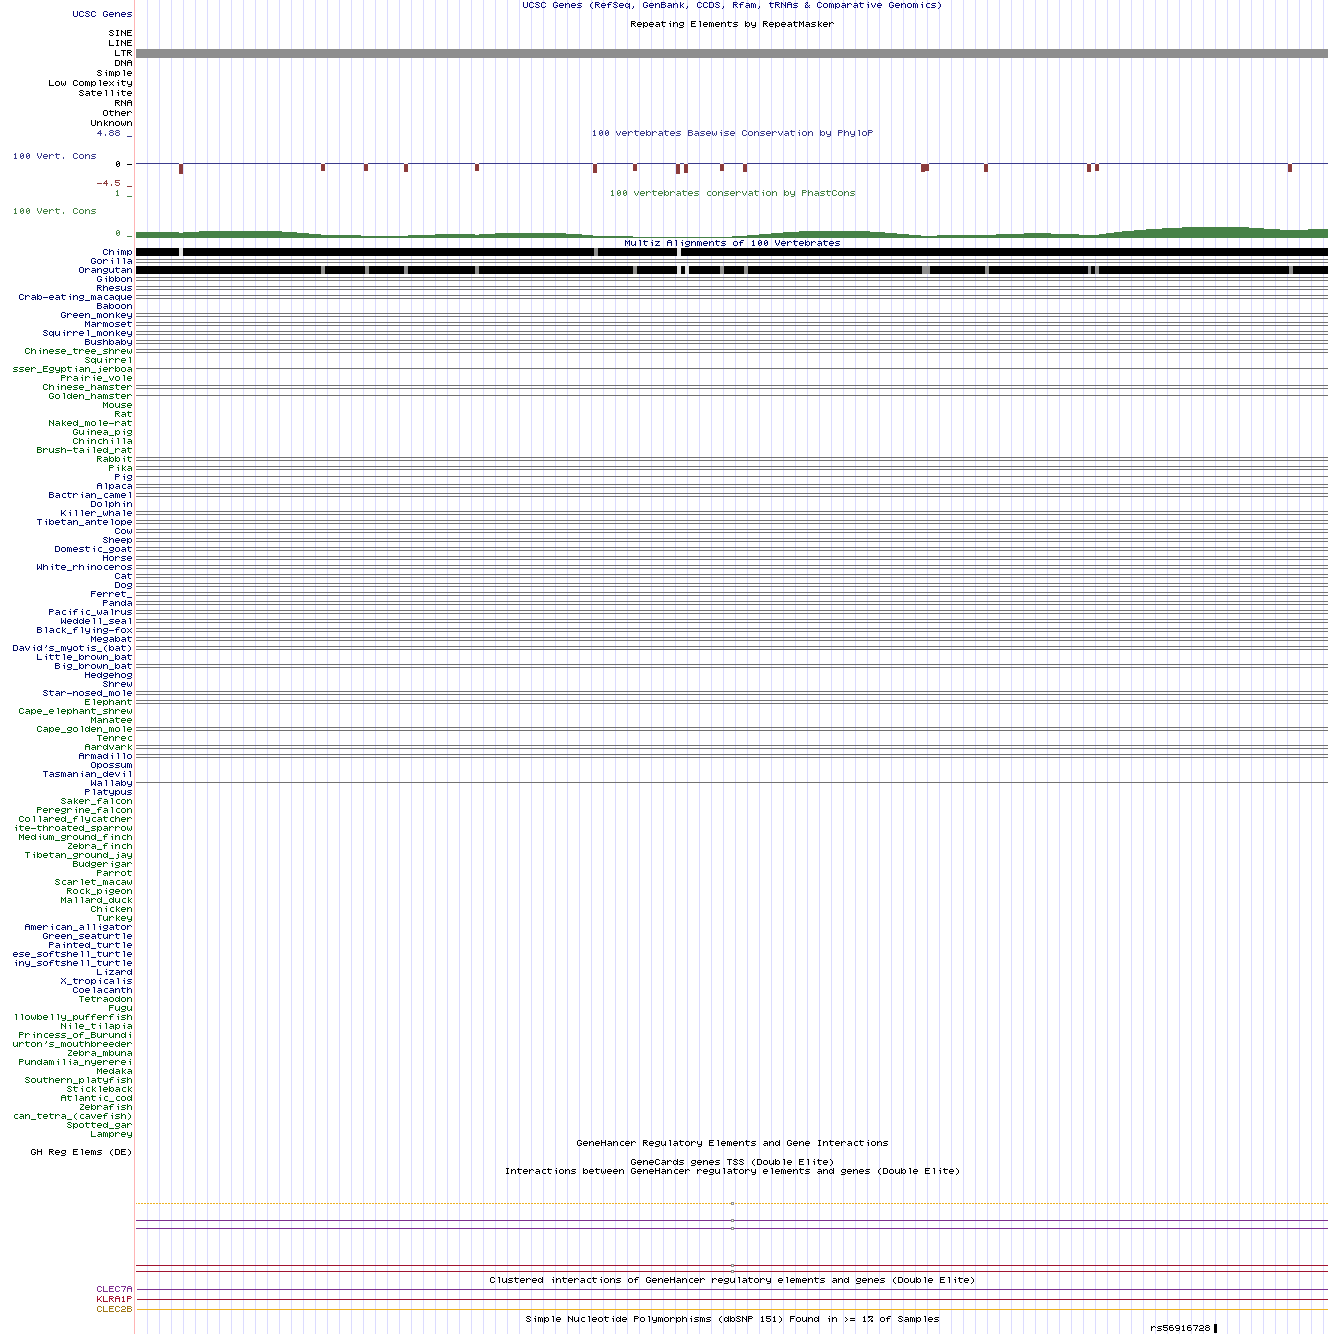 UCSC Genes (RefSeq, GenBank, CCDS, Rfam, tRNAs & Comparative Genomics)
UCSC Genes
Repeating Elements by RepeatMasker
SINE
LINE
LTR
DNA
Simple
Low Complexity
Satellite
RNA
Other
Unknown
4.88 _
100 vertebrates Basewise Conservation by PhyloP
100 Vert. Cons
0 -
-4.5 _
1 _
100 vertebrates conservation by PhastCons
100 Vert. Cons
0 _
Multiz Alignments of 100 Vertebrates
Chimp
Gorilla
Orangutan
Gibbon
Rhesus
Crab-eating_macaque
Baboon
Green_monkey
Marmoset
Squirrel_monkey
Bushbaby
Chinese_tree_shrew
Squirrel
sser_Egyptian_jerboa
Prairie_vole
Chinese_hamster
Golden_hamster
Mouse
Rat
Naked_mole-rat
Guinea_pig
Chinchilla
Brush-tailed_rat
Rabbit
Pika
Pig
Alpaca
Bactrian_camel
Dolphin
Killer_whale
Tibetan_antelope
Cow
Sheep
Domestic_goat
Horse
White_rhinoceros
Cat
Dog
Ferret_
Panda
Pacific_walrus
Weddell_seal
Black_flying-fox
Megabat
David's_myotis_(bat)
Little_brown_bat
Big_brown_bat
Hedgehog
Shrew
Star-nosed_mole
Elephant
Cape_elephant_shrew
Manatee
Cape_golden_mole
Tenrec
Aardvark
Armadillo
Opossum
Tasmanian_devil
Wallaby
Platypus
Saker_falcon
Peregrine_falcon
Collared_flycatcher
ite-throated_sparrow
Medium_ground_finch
Zebra_finch
Tibetan_ground_jay
Budgerigar
Parrot
Scarlet_macaw
Rock_pigeon
Mallard_duck
Chicken
Turkey
American_alligator
Green_seaturtle
Painted_turtle
ese_softshell_turtle
iny_softshell_turtle
Lizard
X_tropicalis
Coelacanth
Tetraodon
Fugu
llowbelly_pufferfish
Nile_tilapia
Princess_of_Burundi
urton's_mouthbreeder
Zebra_mbuna
Pundamilia_nyererei
Medaka
Southern_platyfish
Stickleback
Atlantic_cod
Zebrafish
can_tetra_(cavefish)
Spotted_gar
Lamprey
GeneHancer Regulatory Elements and Gene Interactions
GH Reg Elems (DE)
GeneCards genes TSS (Double Elite)
Interactions between GeneHancer regulatory elements and genes (Double Elite)
Clustered interactions of GeneHancer regulatory elements and genes (Double Elite)
CLEC7A
KLRA1P
CLEC2B
Simple Nucleotide Polymorphisms (dbSNP 151) Found in >= 1% of Samples
rs56916728